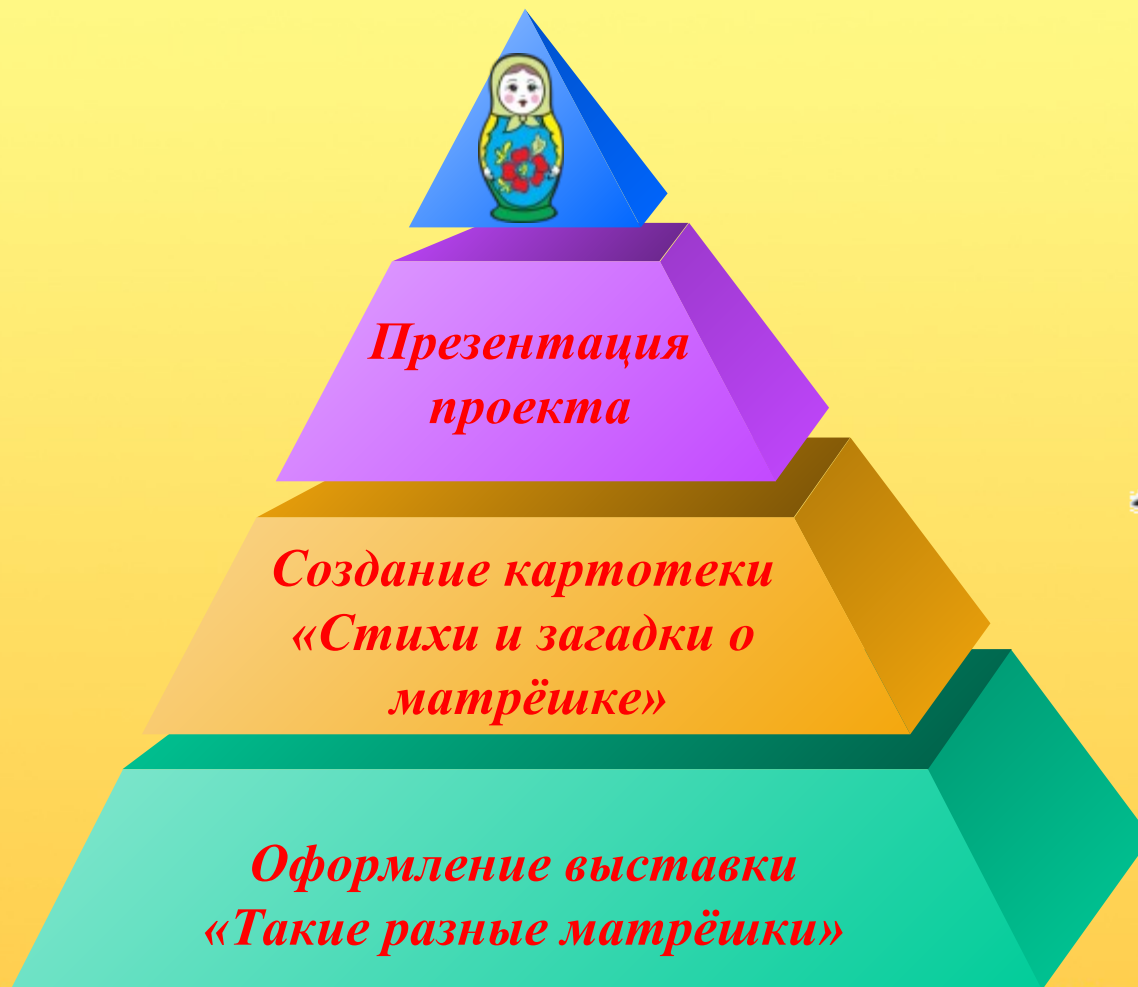 Презентация
проекта
Создание картотеки
«Стихи и загадки о
матрёшке»
Оформление выставки
«Такие разные матрёшки»